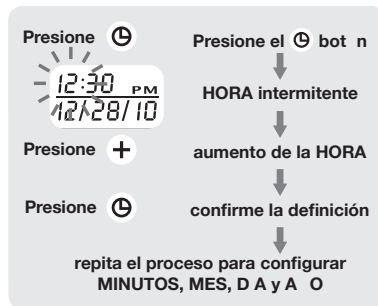 Presione
Presione el bot n
12:30 PM
12/28/10
HORA intermitente
Presione +
aumento de la HORA
Presione
confirme la definición
repita el proceso para configurar
MINUTOS, MES, D A y A O